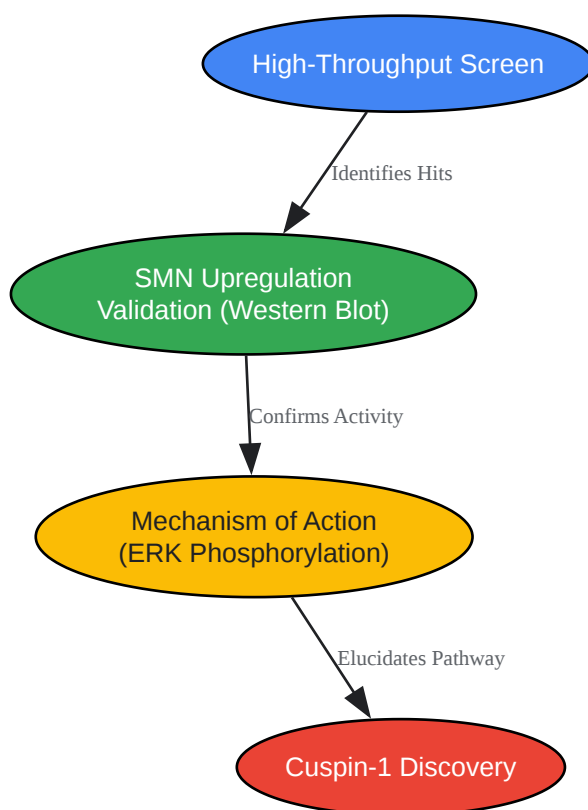 High-Throughput Screen
Identifies Hits
SMN Upregulation
Validation (Western Blot)
Confirms Activity
Mechanism of Action
(ERK Phosphorylation)
Elucidates Pathway
Cuspin-1 Discovery